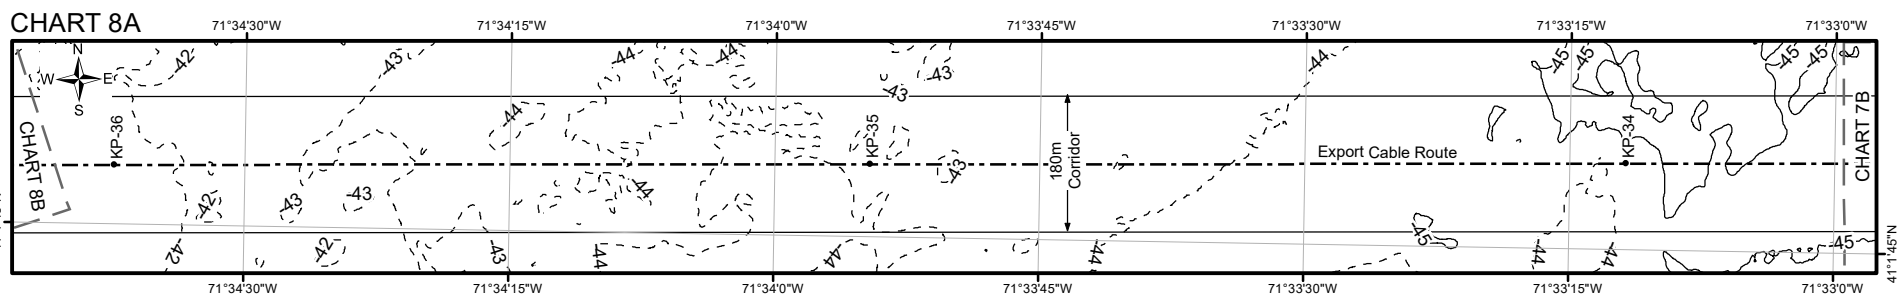 CHART 8A
71°34'30"W
71°34'15"W
71°34'0"W
71°33'45"W
71°33'30"W
71°33'15"W
71°33'0"W
N
W
E
S
-42
-43
-44
-44
-43
-43
-44
-45
-45
-45
-45
-44
CHART 8B
KP-36
KP-35
180m
Corridor
Export Cable Route
KP-34
CHART 7B
-42
-43
-43
-44
-43
-42
-42
-43
-44
-44
-44
-45
-44
-44
-45
41°1'45"N
71°34'30"W
71°34'15"W
71°34'0"W
71°33'45"W
71°33'30"W
71°33'15"W
71°33'0"W